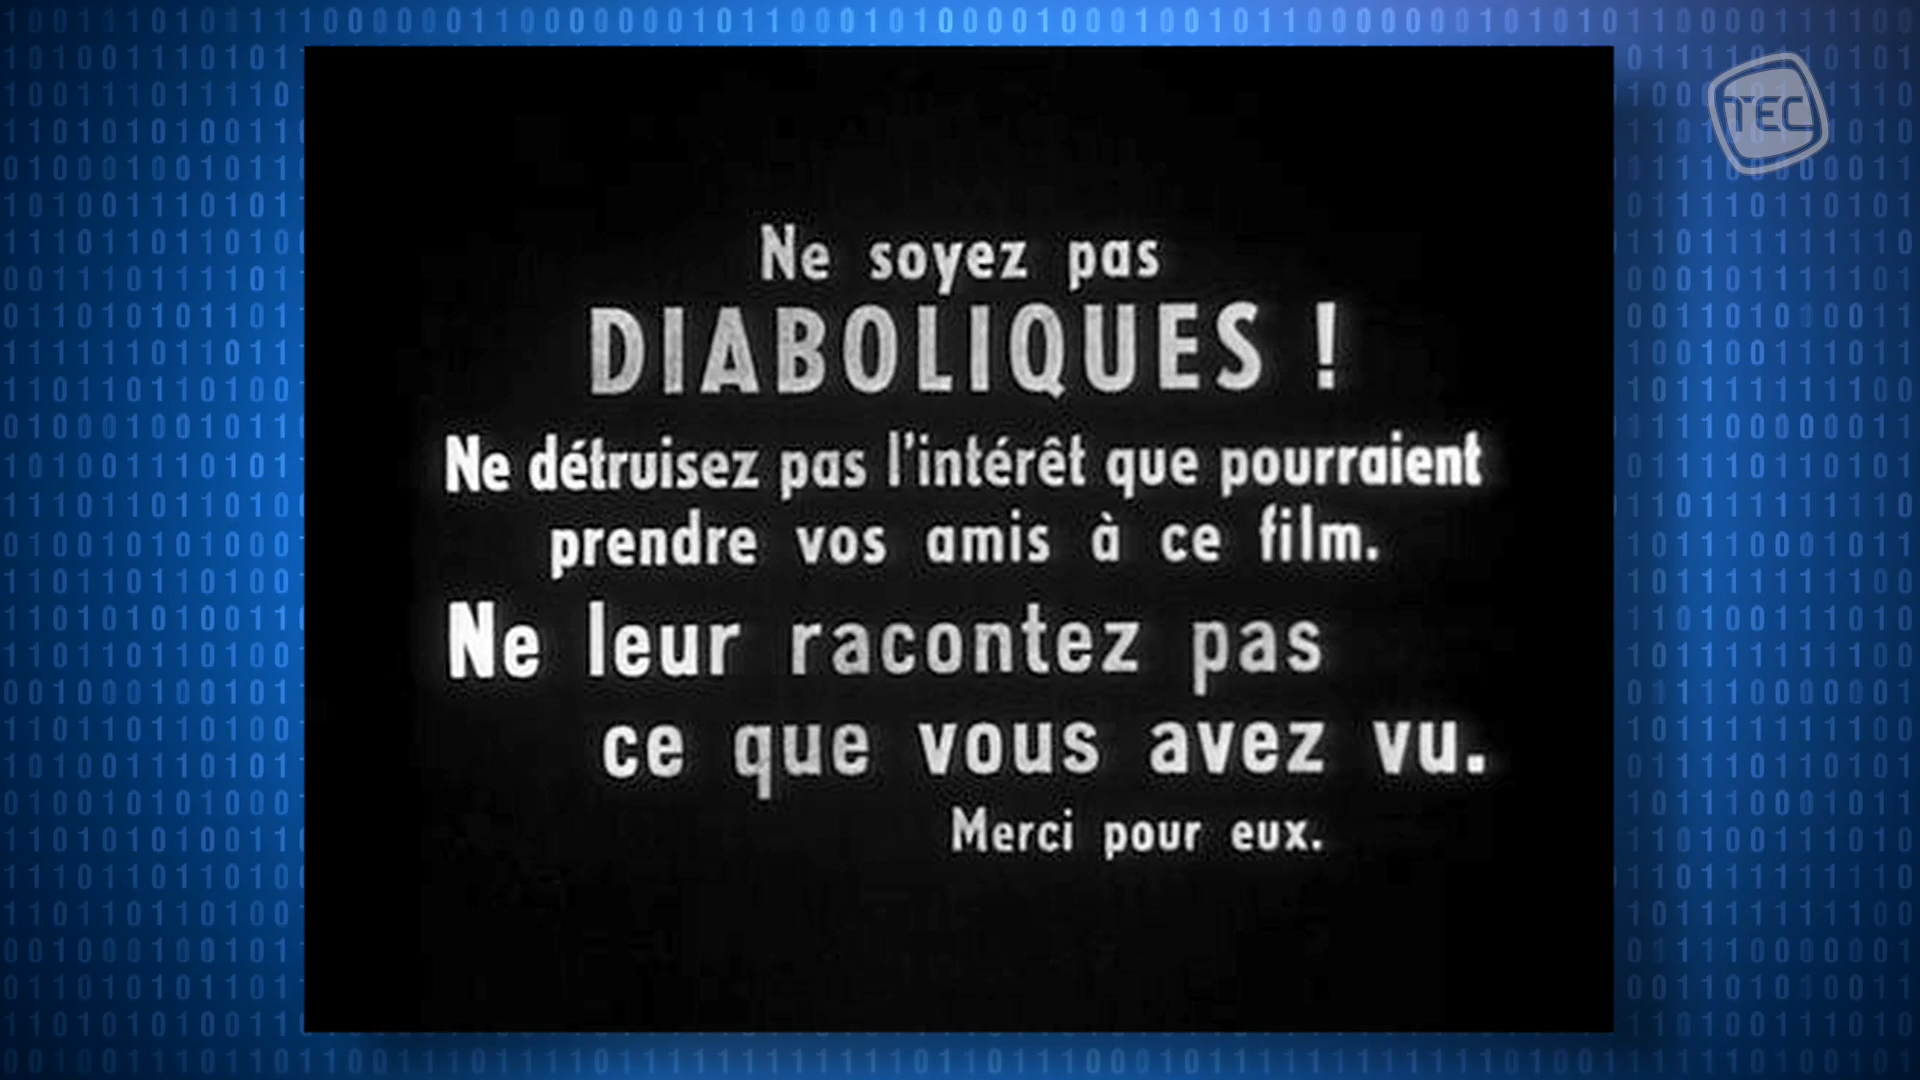 TEC
Ne soyez pas
DIABOLIQUES !
Ne détruisez pas l'intérêt que pourraient
prendre vos amis à ce film.
Ne leur racontez pas
ce que vous avez vu.
Merci pour eux.